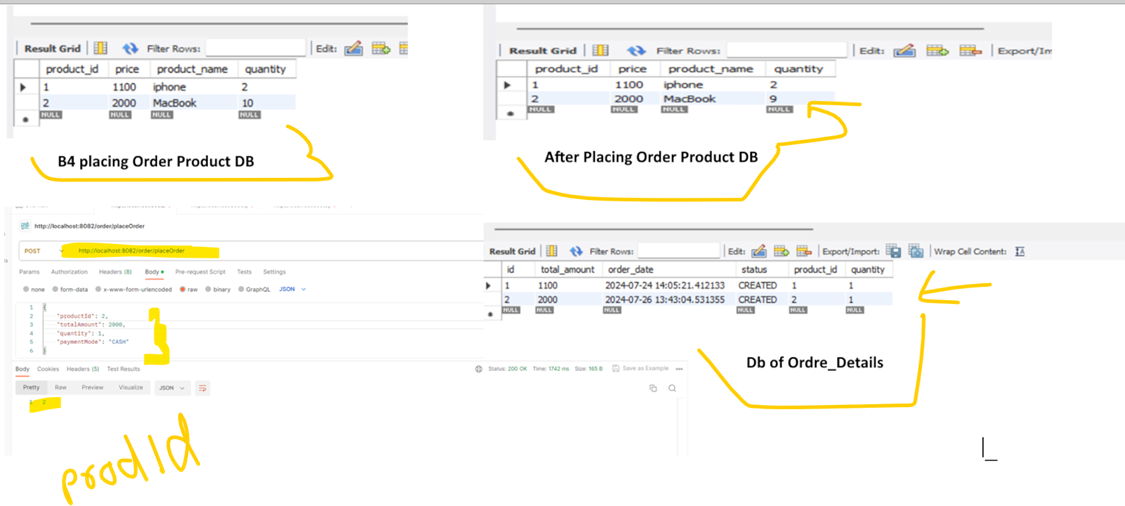 Result Grid Filter Rows: Edit:
product_id price product_name quantity
1 1100 iphone 2
2 2000 MacBook 10
NULL NULL NULL NULL
B4 placing Order Product DB
Result Grid Filter Rows: Edit: Export/Im
product_id price product_name quantity
1 1100 iphone 2
2 2000 MacBook 9
NULL NULL NULL NULL
After Placing Order Product DB
http://localhost:8082/order/placeOrder
POST http://localhost:8082/order/placeOrder
Params Authorization Headers (8) Body Pre-request Script Tests Settings
none form-data x-www-form-urlencoded raw binary GraphQL JSON
1 {
2 "productId": 2,
3 "totalAmount": 2000,
4 "quantity": 1,
5 "paymentMode": "CASH"
6 }
Body Cookies Headers (5) Test Results Status: 200 OK Time: 1742 ms Size: 165 B Save as Example
Pretty Raw Preview Visualize JSON
1 2
prodId
Result Grid Filter Rows: Edit: Export/Import: Wrap Cell Content:
id total_amount order_date status product_id quantity
1 1100 2024-07-24 14:05:21.412133 CREATED 1 1
2 2000 2024-07-26 13:43:04.531355 CREATED 2 1
NULL NULL NULL NULL NULL NULL
Db of Ordre_Details